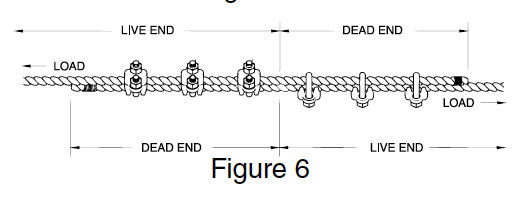 LIVE END DEAD END
LOAD
LOAD
DEAD END LIVE END
Figure 6